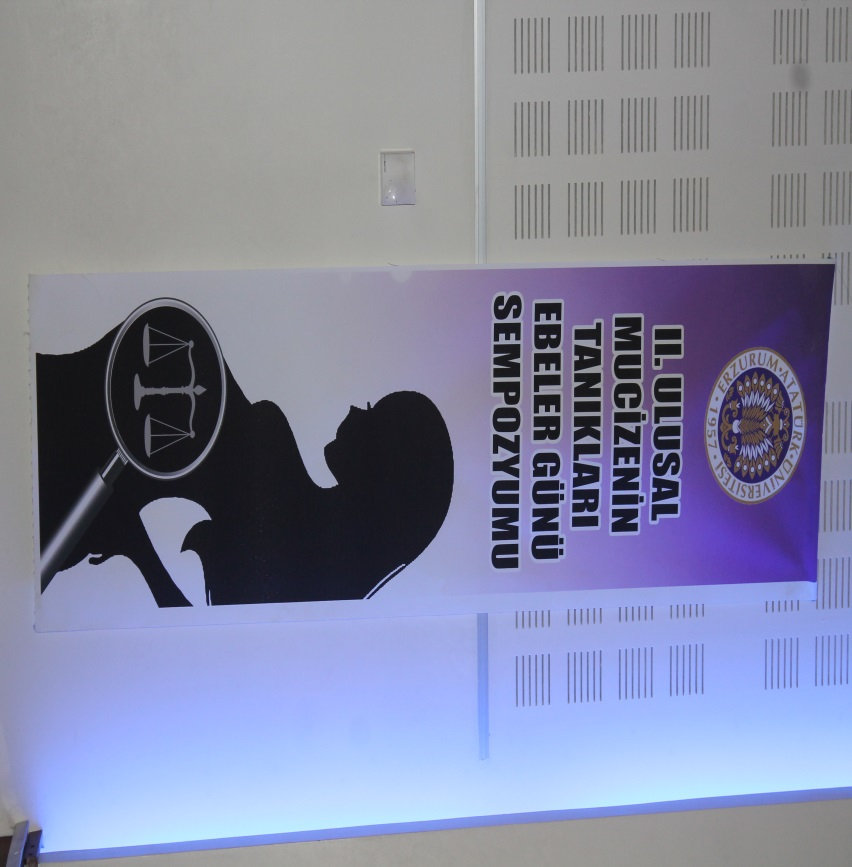 ERZURUM·ATATÜRK·ÜNİVERSİTESİ
·1957·
II. ULUSAL
MUCİZENİN
TANIKLARI
EBELER GÜNÜ
SEMPOZYUMU